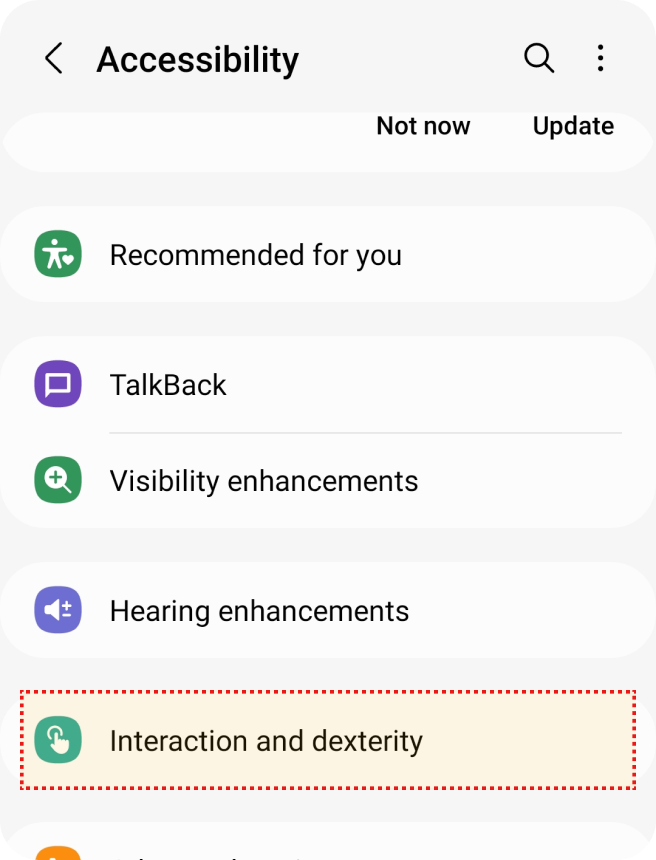 Accessibility
Not now Update
Recommended for you
TalkBack
Visibility enhancements
Hearing enhancements
Interaction and dexterity